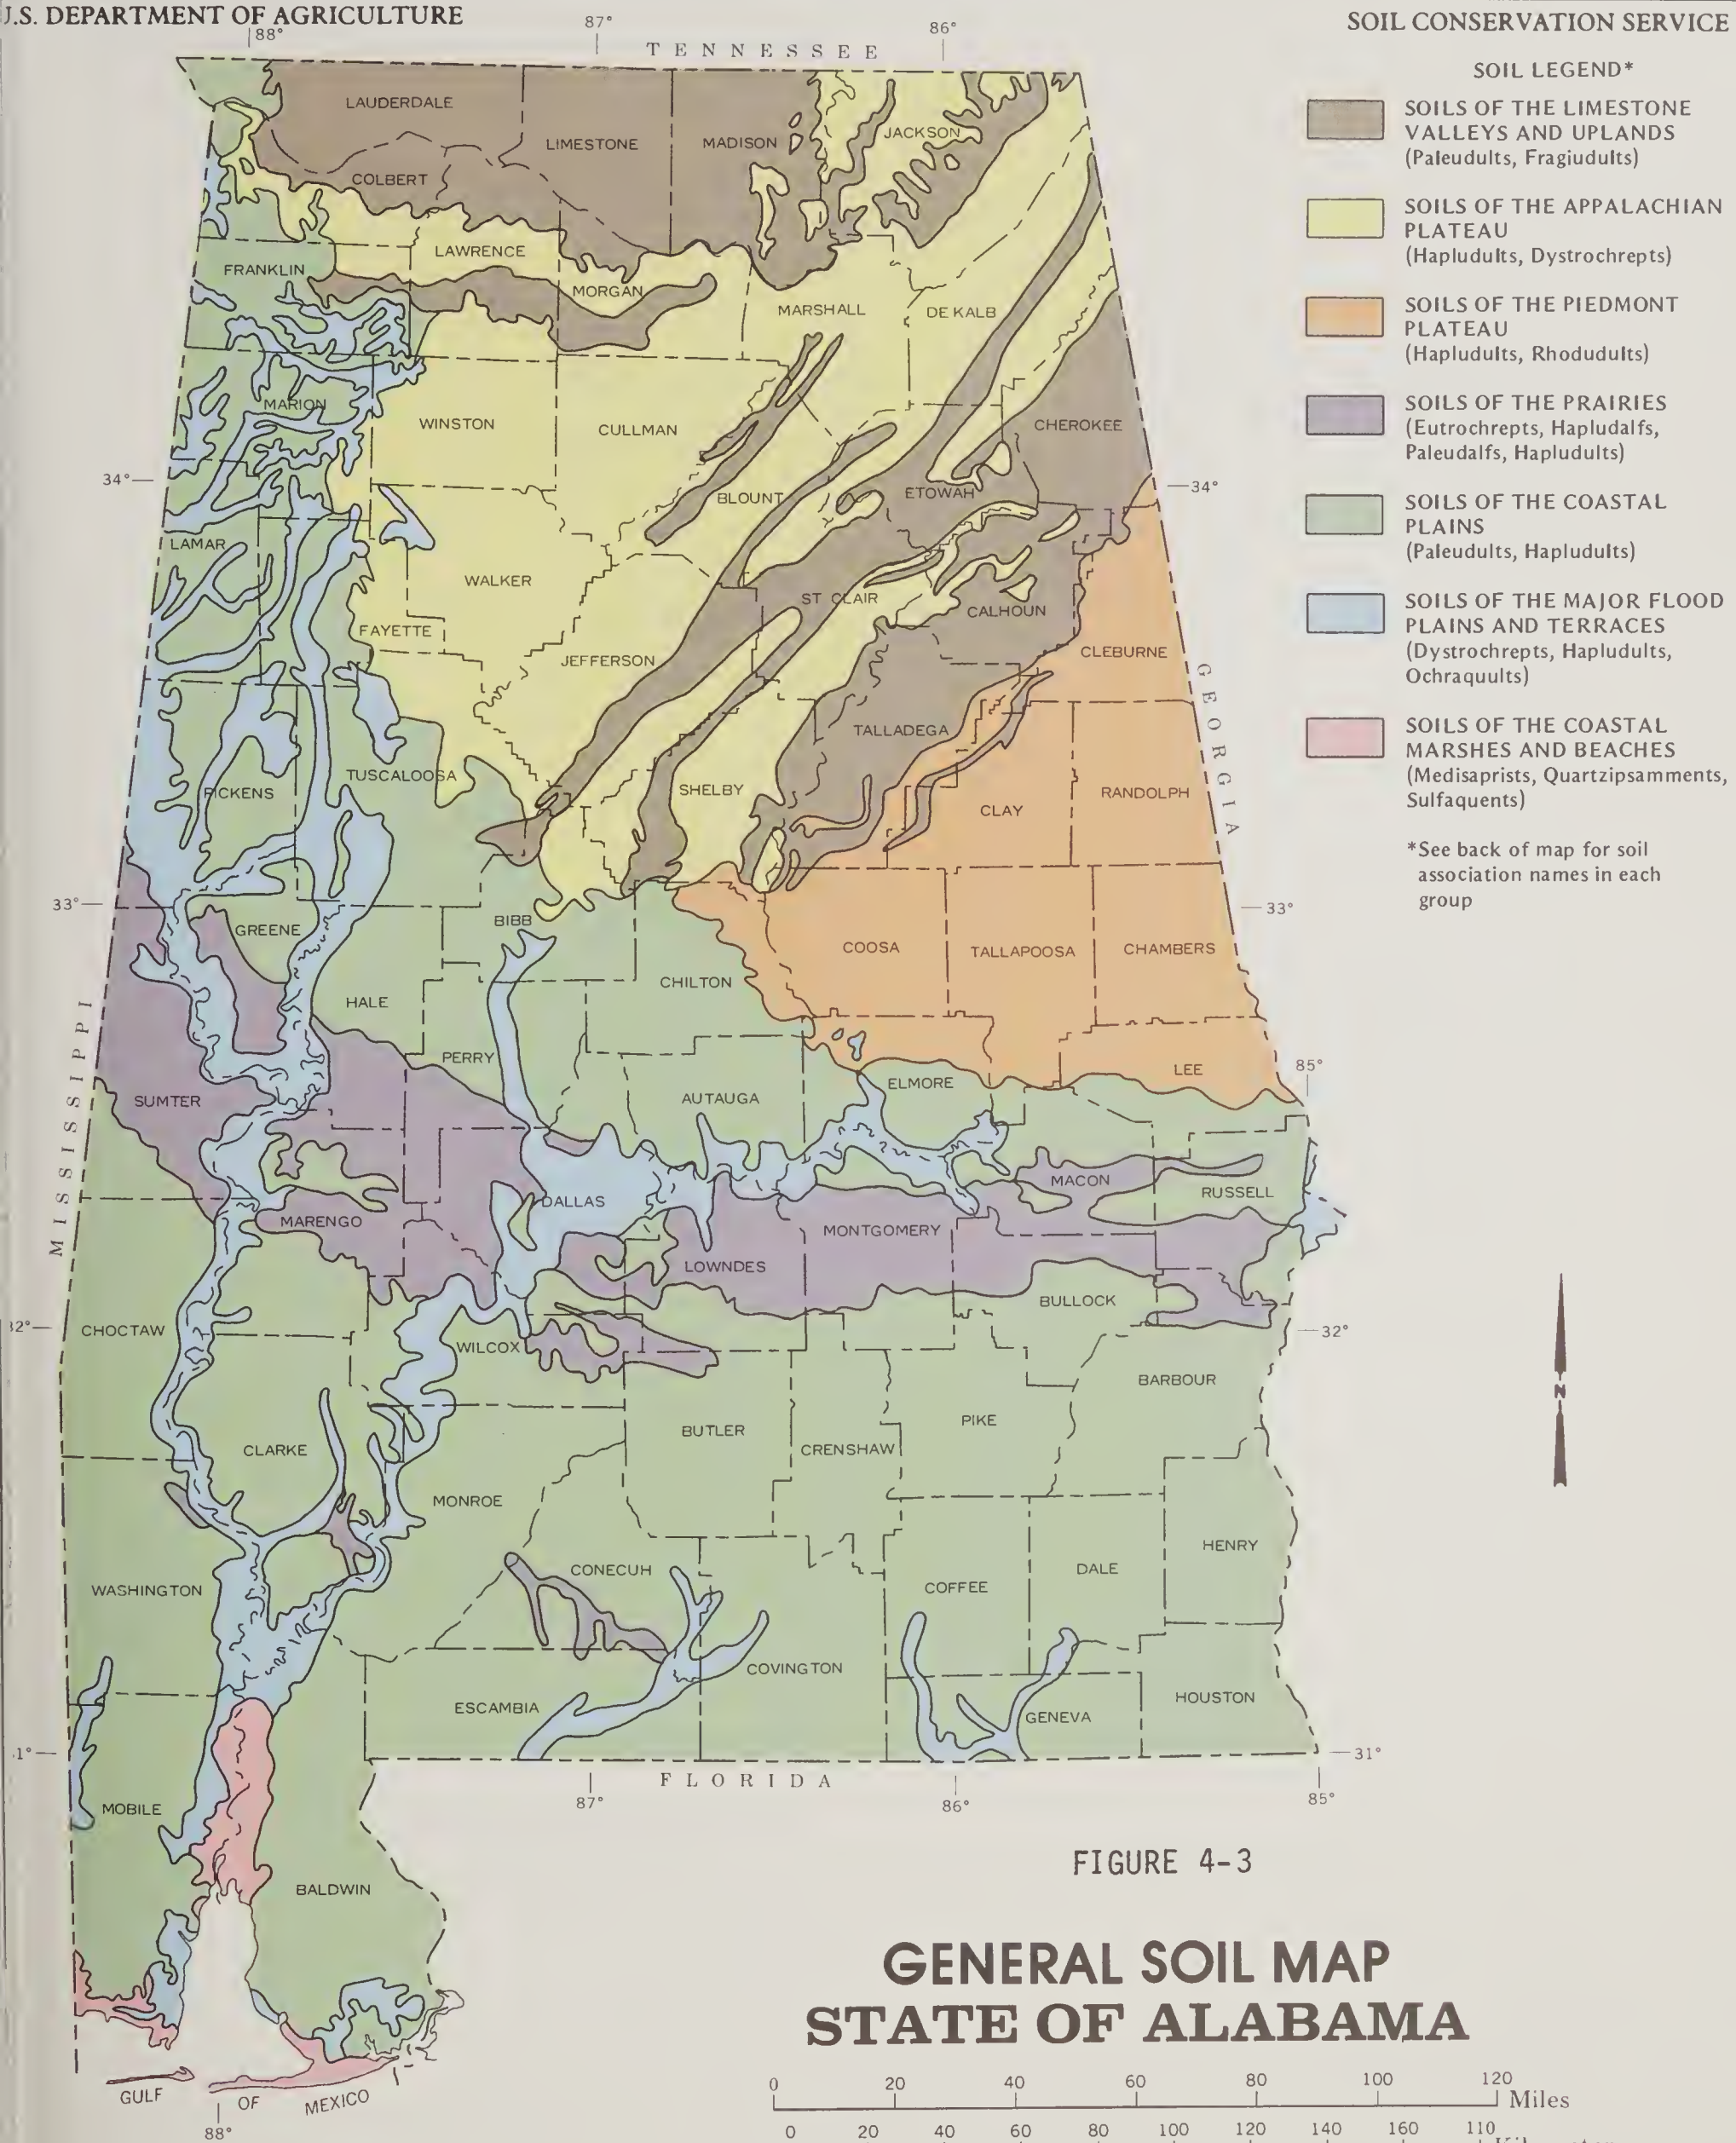 U.S. DEPARTMENT OF AGRICULTURE
SOIL CONSERVATION SERVICE
88°
87°
86°
TENNESSEE
SOIL LEGEND*
SOILS OF THE LIMESTONE
VALLEYS AND UPLANDS
(Paleudults, Fragiudults)
SOILS OF THE APPALACHIAN
PLATEAU
(Hapludults, Dystrochrepts)
SOILS OF THE PIEDMONT
PLATEAU
(Hapludults, Rhodudults)
SOILS OF THE PRAIRIES
(Eutrochrepts, Hapludalfs,
Paleudalfs, Hapludults)
SOILS OF THE COASTAL
PLAINS
(Paleudults, Hapludults)
SOILS OF THE MAJOR FLOOD
PLAINS AND TERRACES
(Dystrochrepts, Hapludults,
Ochraquults)
SOILS OF THE COASTAL
MARSHES AND BEACHES
(Medisaprists, Quartzipsamments,
Sulfaquents)
*See back of map for soil
association names in each
group
LAUDERDALE
LIMESTONE
MADISON
JACKSON
COLBERT
LAWRENCE
FRANKLIN
MORGAN
MARSHALL
DE KALB
MARION
WINSTON
CULLMAN
CHEROKEE
34°
34°
BLOUNT
ETOWAH
LAMAR
WALKER
ST CLAIR
CALHOUN
FAYETTE
JEFFERSON
CLEBURNE
GEORGIA
TALLADEGA
TUSCALOOSA
PICKENS
SHELBY
CLAY
RANDOLPH
33°
33°
BIBB
GREENE
COOSA
TALLAPOOSA
CHAMBERS
CHILTON
HALE
MISSISSIPPI
PERRY
LEE
85°
ELMORE
SUMTER
AUTAUGA
MACON
RUSSELL
DALLAS
MARENGO
MONTGOMERY
LOWNDES
BULLOCK
32°
CHOCTAW
32°
WILCOX
BARBOUR
N
PIKE
BUTLER
CLARKE
CRENSHAW
MONROE
HENRY
CONECUH
DALE
WASHINGTON
COFFEE
COVINGTON
HOUSTON
ESCAMBIA
GENEVA
1°
31°
FLORIDA
87°
86°
85°
MOBILE
BALDWIN
FIGURE 4-3
GENERAL SOIL MAP
STATE OF ALABAMA
GULF
OF
MEXICO
88°
0 20 40 60 80 100 120
Miles
0 20 40 60 80 100 120 140 160 110